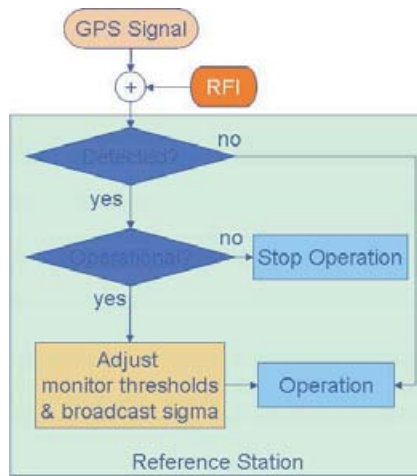 GPS Signal
+
RFI
Detected?
no
yes
Operational?
no
Stop Operation
yes
Adjust
monitor thresholds
& broadcast sigma
Operation
Reference Station